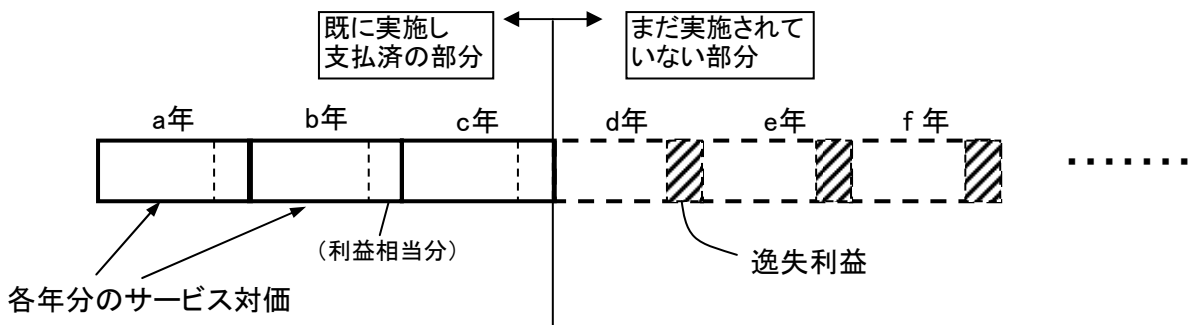 既に実施し
支払済の部分
まだ実施されて
いない部分
a年
b年
c年
d年
e年
f 年
........
(利益相当分)
逸失利益
各年分のサービス対価